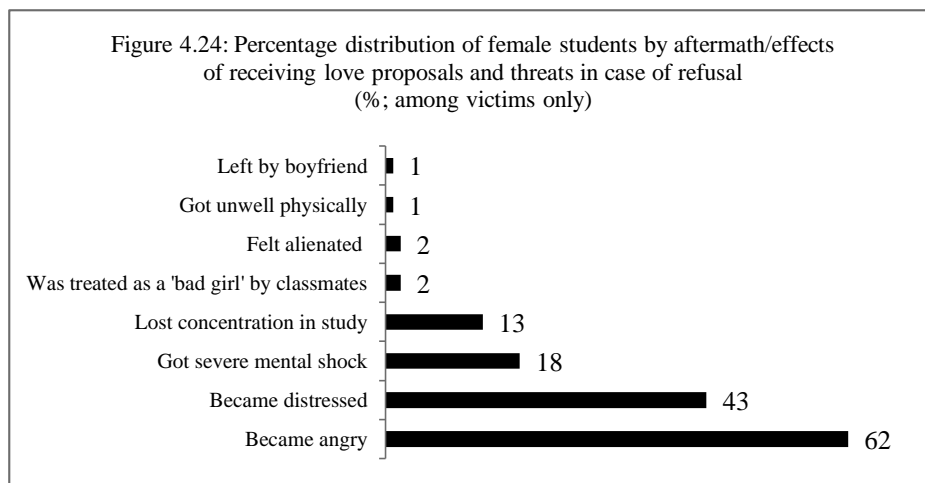 Figure 4.24: Percentage distribution of female students by aftermath/effects
of receiving love proposals and threats in case of refusal
(%; among victims only)
Left by boyfriend 1
Got unwell physically 1
Felt alienated 2
Was treated as a 'bad girl' by classmates 2
Lost concentration in study 13
Got severe mental shock 18
Became distressed 43
Became angry 62